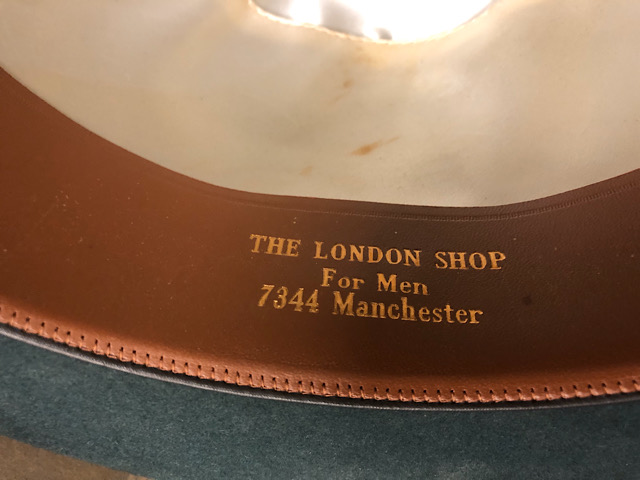 THE LONDON SHOP
For Men
7344 Manchester